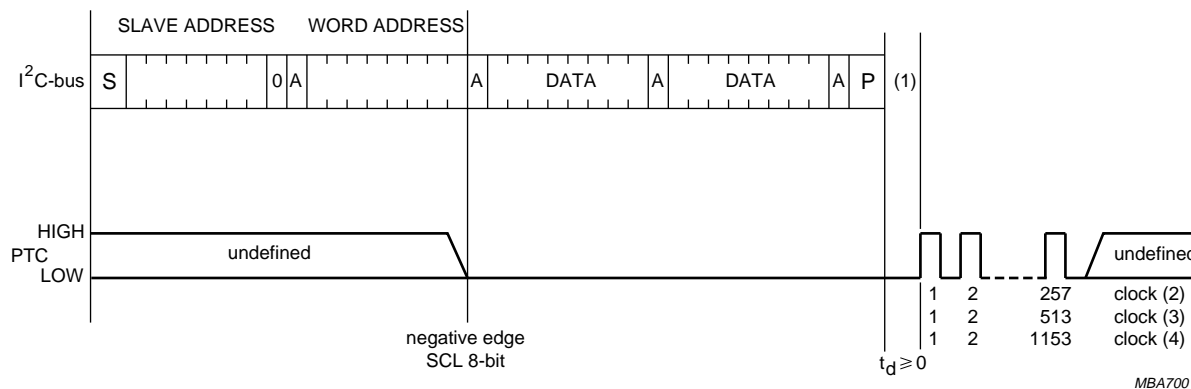 SLAVE ADDRESS WORD ADDRESS
I2C-bus S 0 A A DATA A DATA A P (1)
HIGH
PTC undefined undefined
LOW
1 2 257 clock (2)
1 2 513 clock (3)
1 2 1153 clock (4)
negative edge
SCL 8-bit
td ⩾ 0
MBA700